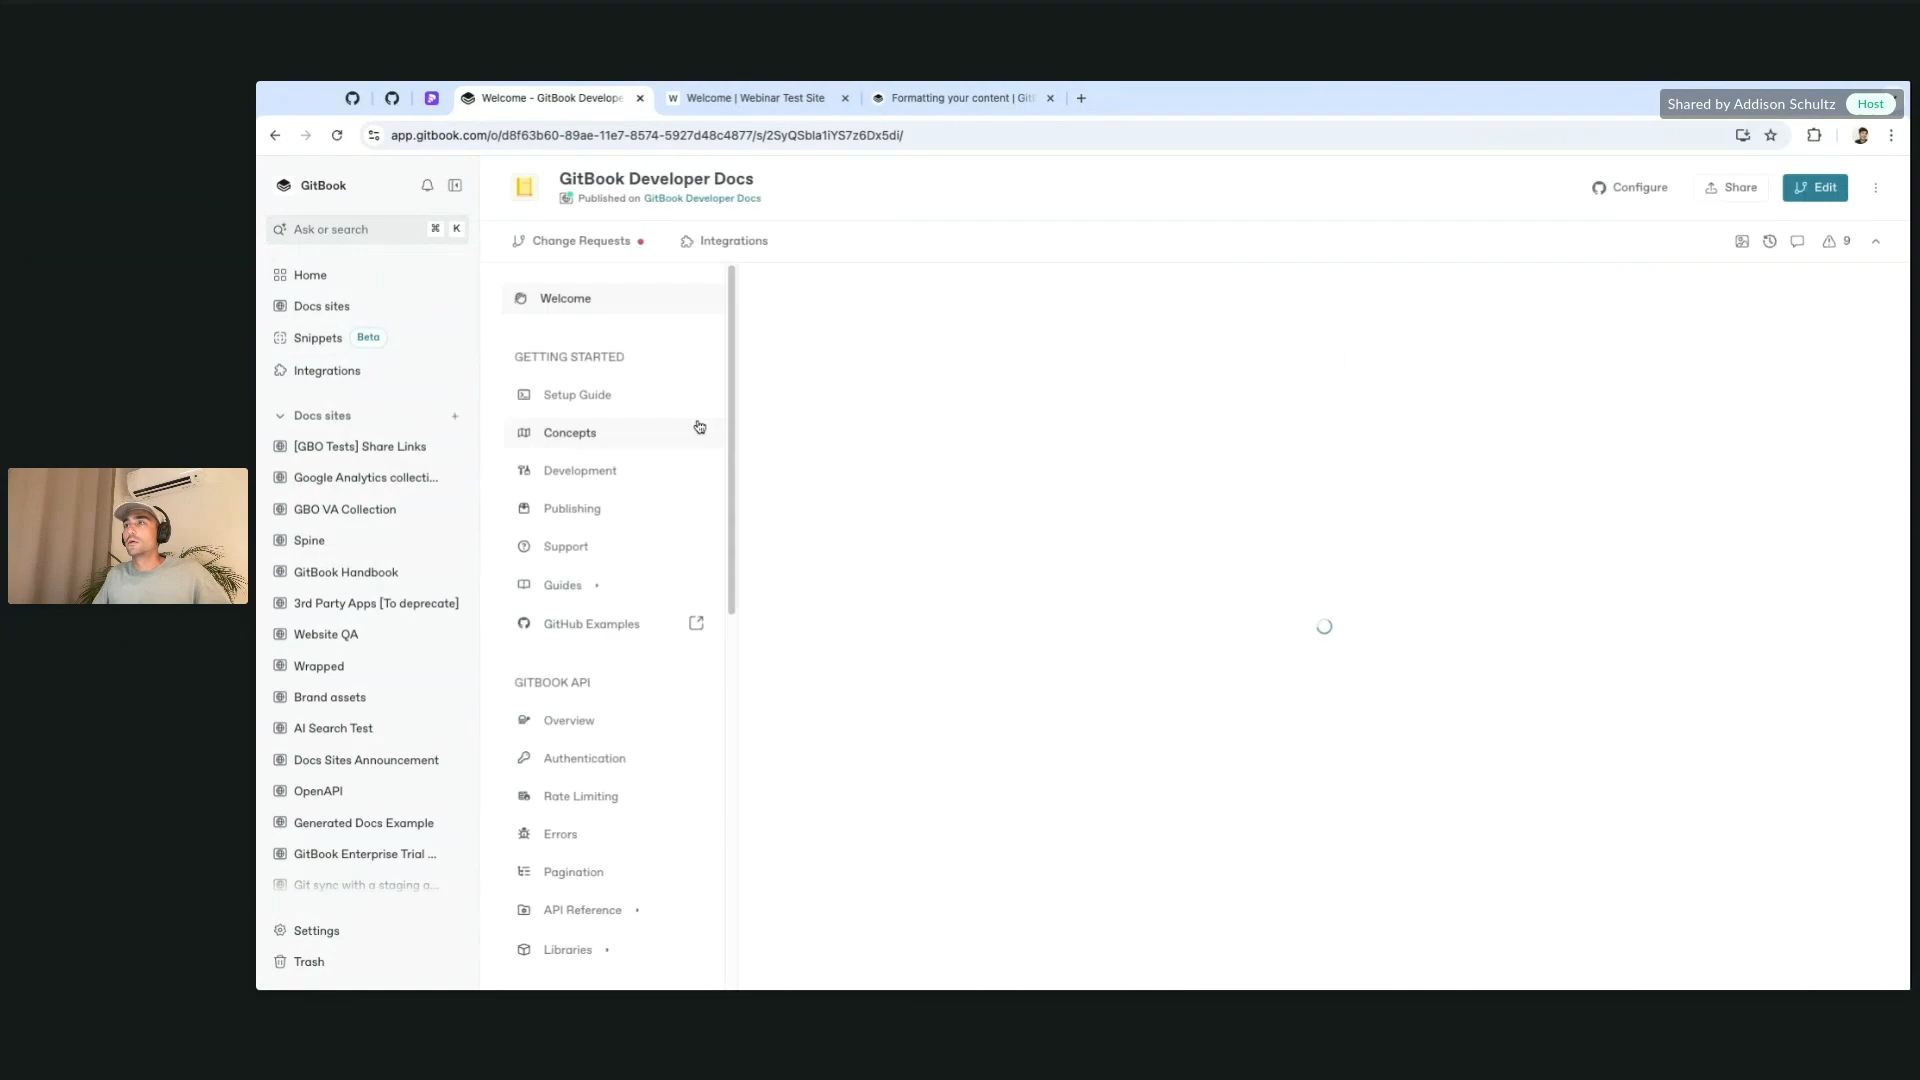 Welcome - GitBook Develope
Welcome | Webinar Test Site
Formatting your content | Git
Shared by Addison Schultz Host
app.gitbook.com/o/d8f63b60-89ae-11e7-8574-5927d48c4877/s/2SyQSbla1iYS7z6Dx5di/
GitBook
Ask or search ⌘ K
Home
Docs sites
Snippets Beta
Integrations
Docs sites
[GBO Tests] Share Links
Google Analytics collecti...
GBO VA Collection
Spine
GitBook Handbook
3rd Party Apps [To deprecate]
Website QA
Wrapped
Brand assets
AI Search Test
Docs Sites Announcement
OpenAPI
Generated Docs Example
GitBook Enterprise Trial ...
Git sync with a staging a...
Settings
Trash
GitBook Developer Docs
Published on GitBook Developer Docs
Configure
Share
Edit
Change Requests
Integrations
9
Welcome
GETTING STARTED
Setup Guide
Concepts
Development
Publishing
Support
Guides
GitHub Examples
GITBOOK API
Overview
Authentication
Rate Limiting
Errors
Pagination
API Reference
Libraries